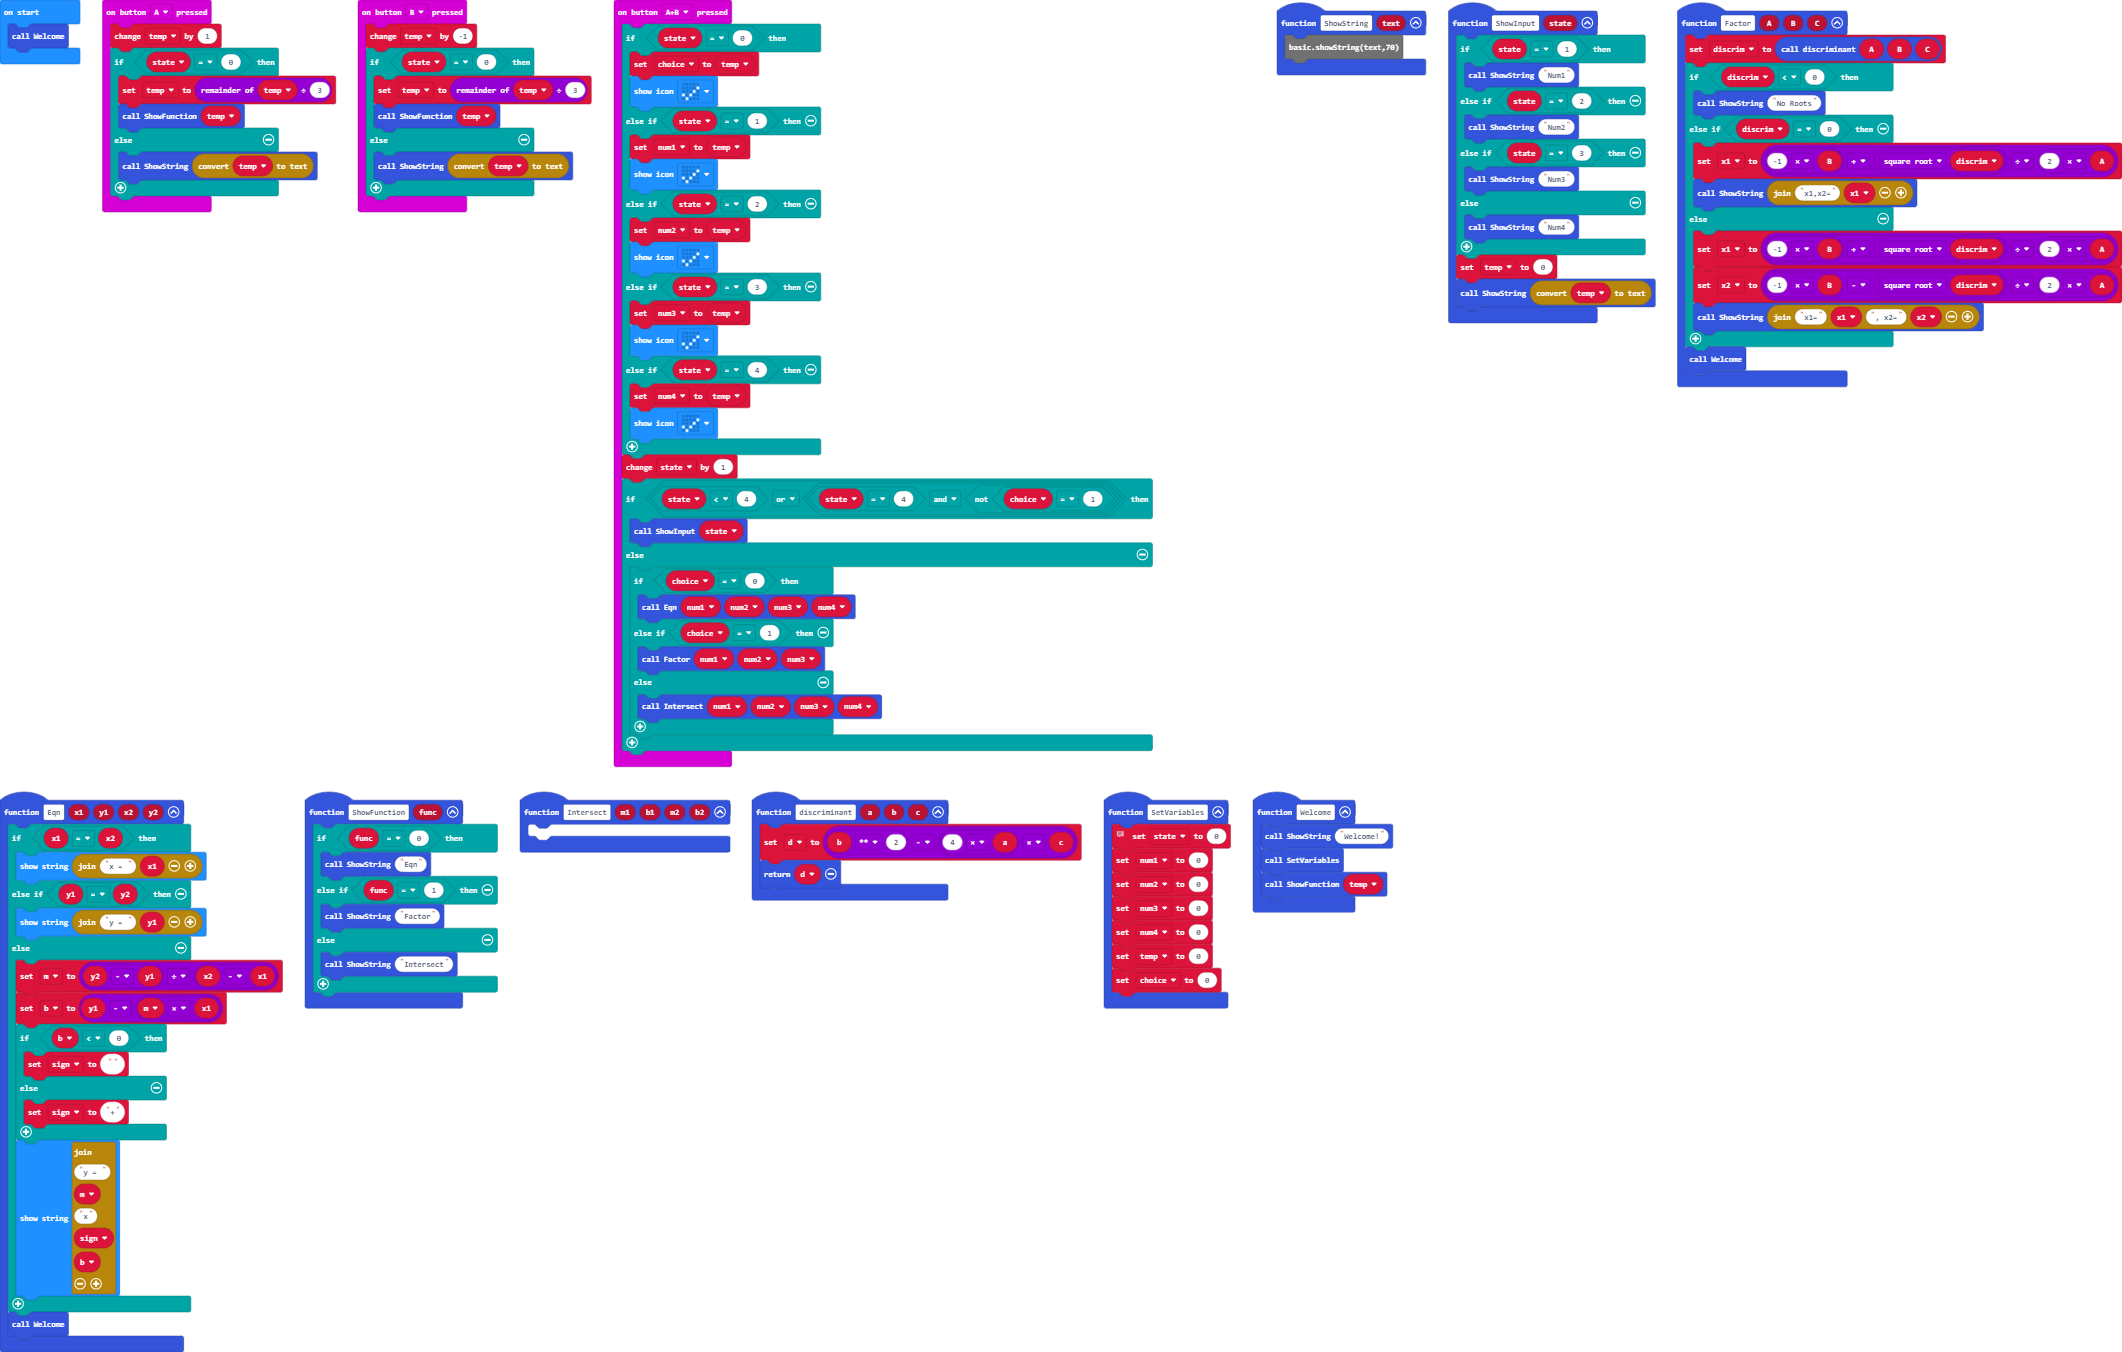 on start
call Welcome
on button A pressed
change temp by 1
if state = 0 then
set temp to remainder of temp ÷ 3
call ShowFunction temp
else
call ShowString convert temp to text
on button B pressed
change temp by -1
if state = 0 then
set temp to remainder of temp ÷ 3
call ShowFunction temp
else
call ShowString convert temp to text
on button A+B pressed
if state = 0 then
set choice to temp
show icon
else if state = 1 then
set num1 to temp
show icon
else if state = 2 then
set num2 to temp
show icon
else if state = 3 then
set num3 to temp
show icon
else if state = 4 then
set num4 to temp
show icon
change state by 1
if state < 4 or state = 4 and not choice = 1 then
call ShowInput state
else
if choice = 0 then
call Eqn num1 num2 num3 num4
else if choice = 1 then
call Factor num1 num2 num3
else
call Intersect num1 num2 num3 num4
function ShowString text
basic.showString(text,70)
function ShowInput state
if state = 1 then
call ShowString "Num1"
else if state = 2 then
call ShowString "Num2"
else if state = 3 then
call ShowString "Num3"
else
call ShowString "Num4"
set temp to 0
call ShowString convert temp to text
function Factor A B C
set discrim to call discriminant A B C
if discrim < 0 then
call ShowString "No Roots"
else if discrim = 0 then
set x1 to -1 × B + square root discrim ÷ 2 × A
call ShowString join "x1,x2=" x1
else
set x1 to -1 × B + square root discrim ÷ 2 × A
set x2 to -1 × B - square root discrim ÷ 2 × A
call ShowString join "x1=" x1 ", x2=" x2
call Welcome
function Eqn x1 y1 x2 y2
if x1 = x2 then
show string join "x = " x1
else if y1 = y2 then
show string join "y = " y1
else
set m to y2 - y1 ÷ x2 - x1
set b to y1 - m × x1
if b < 0 then
set sign to ""
else
set sign to "+"
show string join "y = " m "x" sign b
call Welcome
function ShowFunction func
if func = 0 then
call ShowString "Eqn"
else if func = 1 then
call ShowString "Factor"
else
call ShowString "Intersect"
function Intersect m1 b1 m2 b2
function discriminant a b c
set d to b ** 2 - 4 × a × c
return d
function SetVariables
set state to 0
set num1 to 0
set num2 to 0
set num3 to 0
set num4 to 0
set temp to 0
set choice to 0
function Welcome
call ShowString "Welcome!"
call SetVariables
call ShowFunction temp